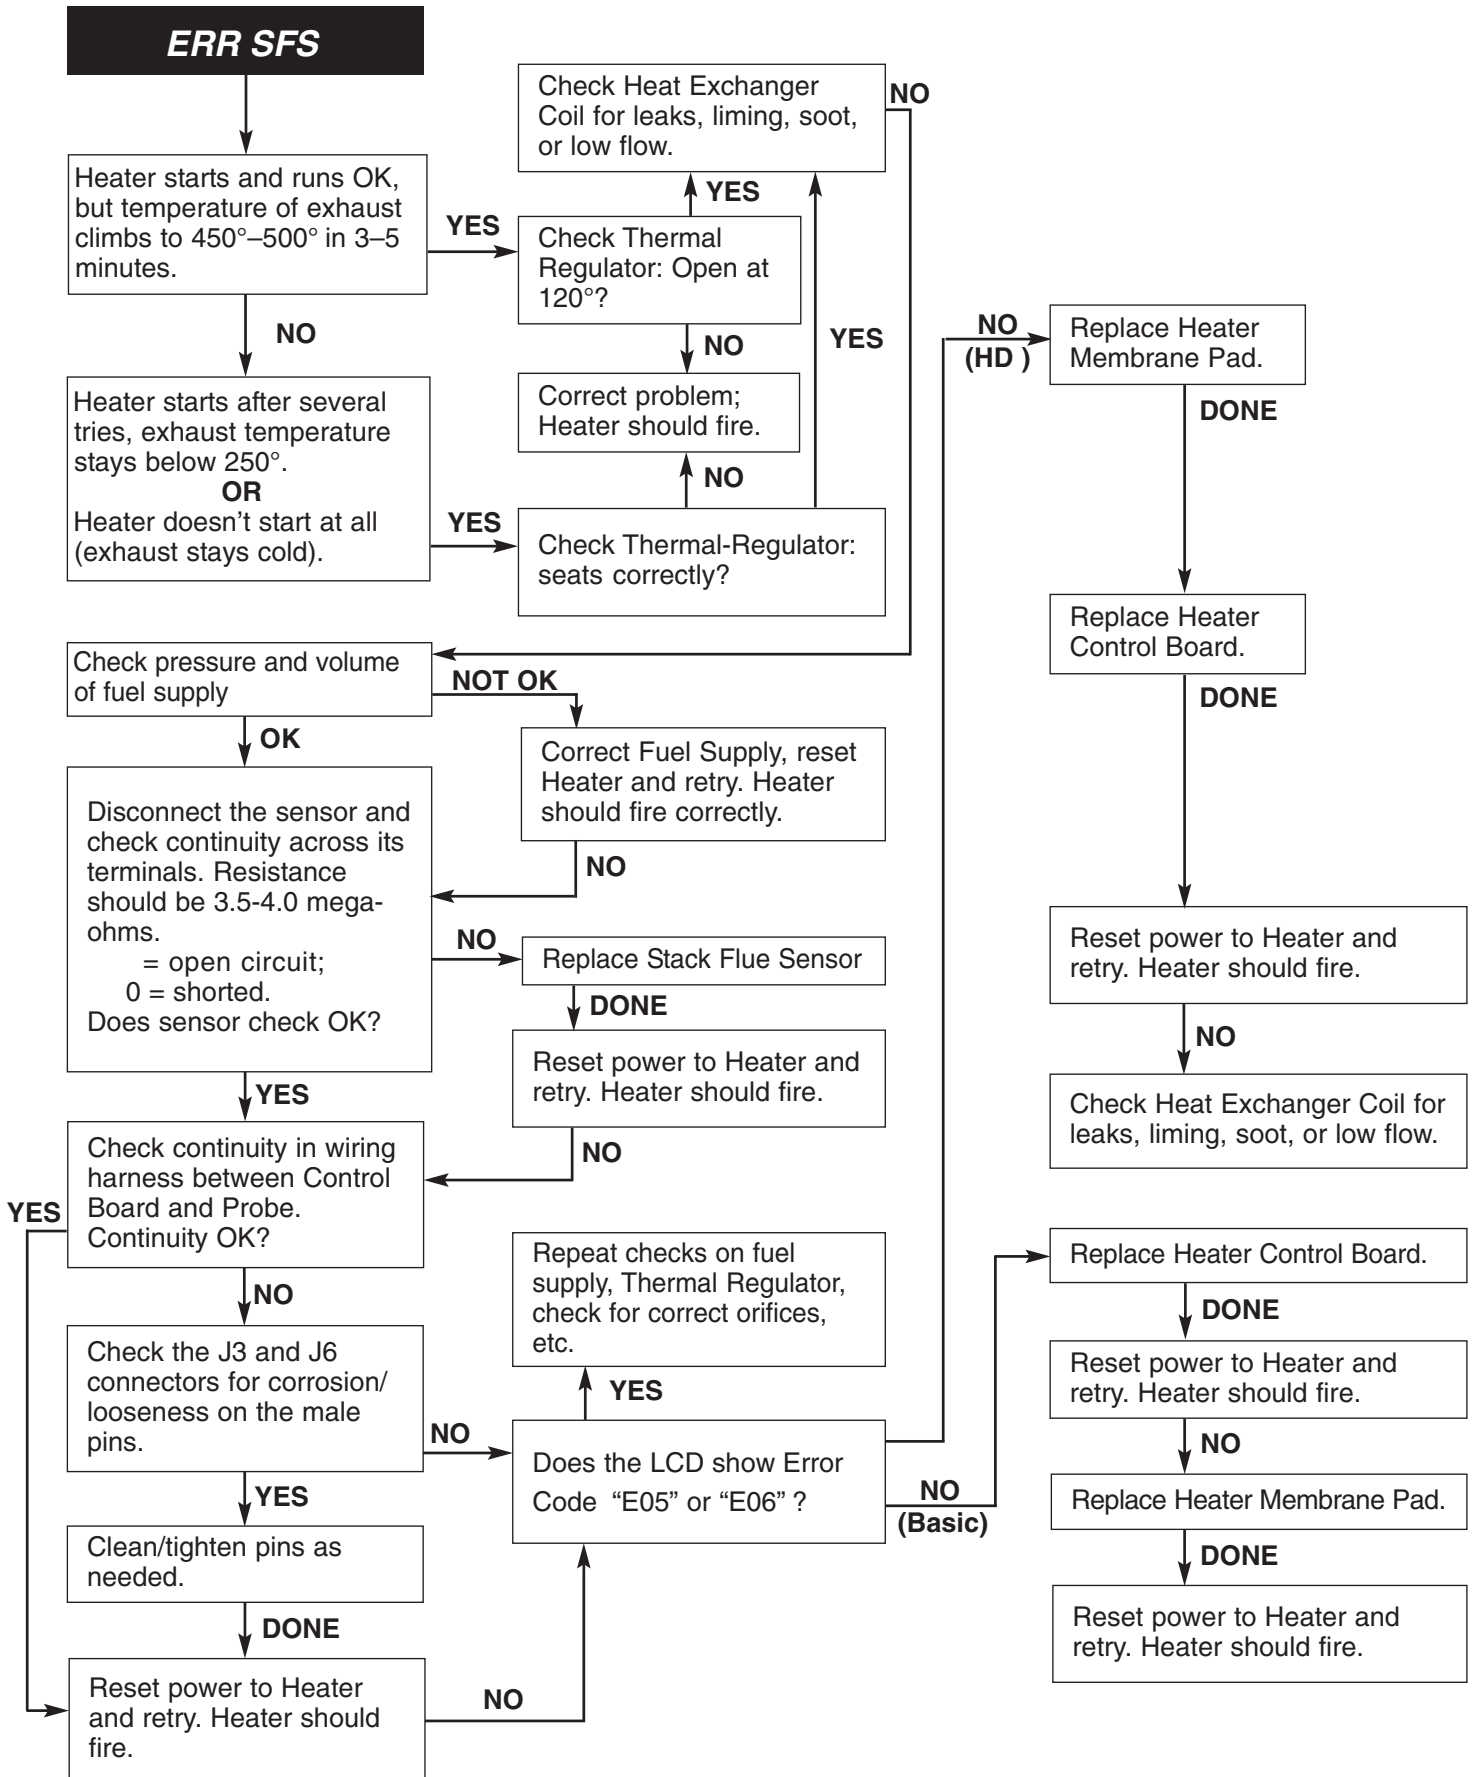 ERR SFS
Heater starts and runs OK,
but temperature of exhaust
climbs to 450°–500° in 3–5
minutes.
YES
NO
Check Heat Exchanger
Coil for leaks, liming, soot,
or low flow.
NO
YES
Check Thermal
Regulator: Open at
120°?
NO
YES
Correct problem;
Heater should fire.
NO
Heater starts after several
tries, exhaust temperature
stays below 250°.
OR
Heater doesn't start at all
(exhaust stays cold).
YES
Check Thermal-Regulator:
seats correctly?
Check pressure and volume
of fuel supply
NOT OK
OK
Correct Fuel Supply, reset
Heater and retry. Heater
should fire correctly.
NO
Disconnect the sensor and
check continuity across its
terminals. Resistance
should be 3.5-4.0 mega-
ohms.
= open circuit;
0 = shorted.
Does sensor check OK?
NO
Replace Stack Flue Sensor
DONE
Reset power to Heater and
retry. Heater should fire.
NO
YES
Check continuity in wiring
harness between Control
Board and Probe.
Continuity OK?
YES
NO
Check the J3 and J6
connectors for corrosion/
looseness on the male
pins.
NO
YES
Clean/tighten pins as
needed.
DONE
Reset power to Heater
and retry. Heater should
fire.
NO
Repeat checks on fuel
supply, Thermal Regulator,
check for correct orifices,
etc.
YES
Does the LCD show Error
Code “E05” or “E06” ?
NO
(HD )
Replace Heater
Membrane Pad.
DONE
Replace Heater
Control Board.
DONE
Reset power to Heater and
retry. Heater should fire.
NO
Check Heat Exchanger Coil for
leaks, liming, soot, or low flow.
NO
(Basic)
Replace Heater Control Board.
DONE
Reset power to Heater and
retry. Heater should fire.
NO
Replace Heater Membrane Pad.
DONE
Reset power to Heater and
retry. Heater should fire.